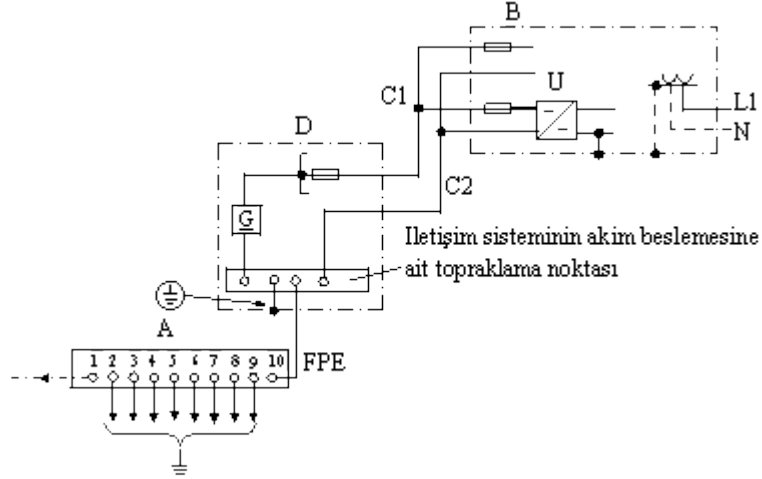 B
U
L1
N
C1
D
C2
G
Iletişim sisteminin akim beslemesine
ait topraklama noktası
A
1 2 3 4 5 6 7 8 9 10
FPE